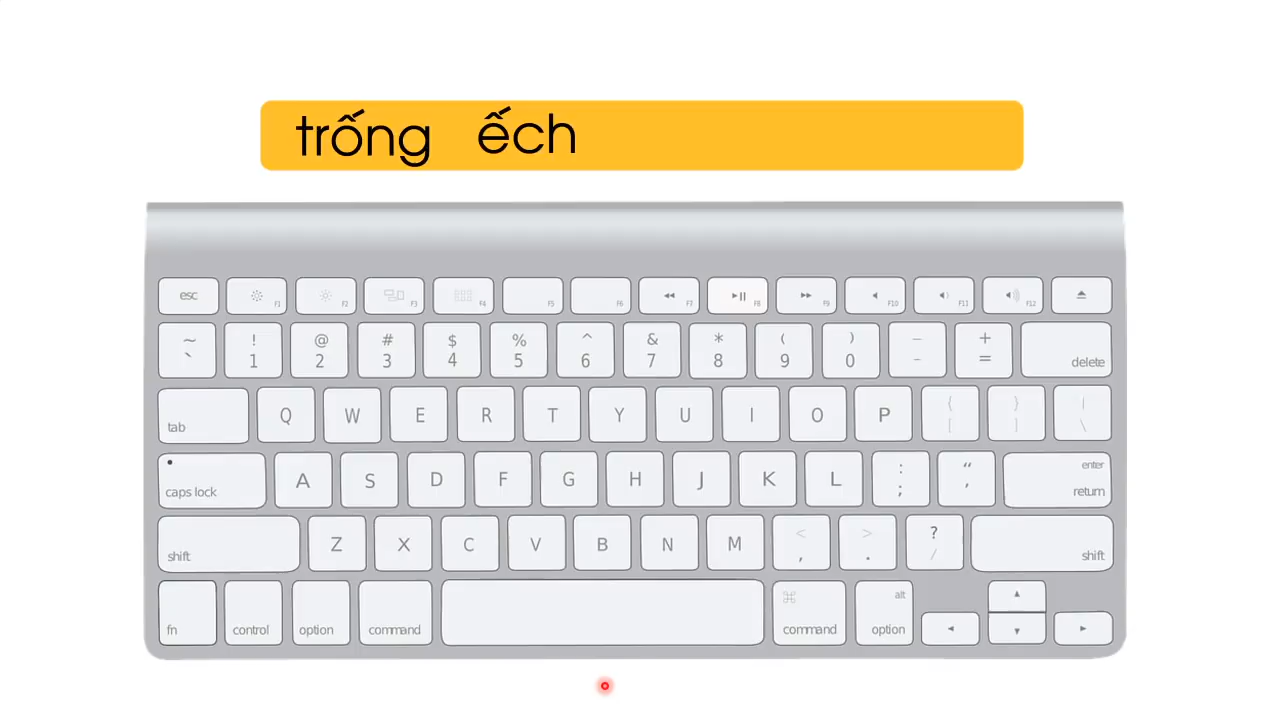 trống ếch
esc F1 F2 F3 F4 F5 F6 F7 F8 F9 F10 F11 F12
~ ! @ # $ % ^ & * ( ) — +
` 1 2 3 4 5 6 7 8 9 0 - = delete
tab Q W E R T Y U I O P { [ } ] | \
caps lock A S D F G H J K L : ; “ , enter return
shift Z X C V B N M < , > . ? / shift
fn control option command ⌘ command alt option